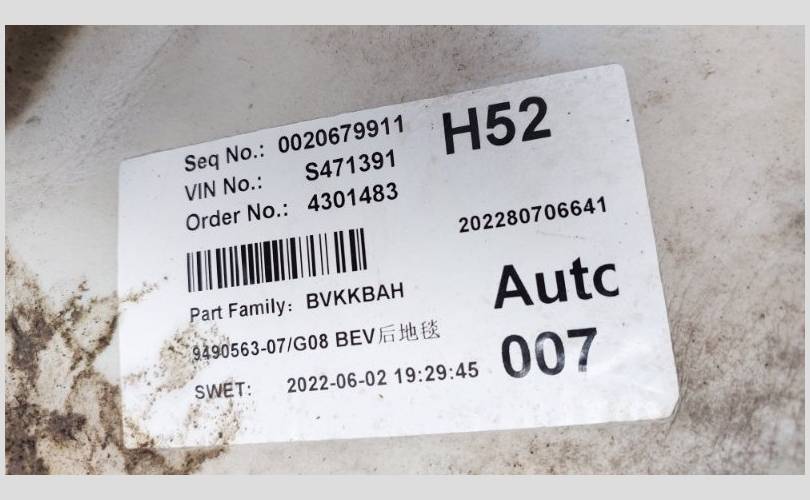 Seq No.: 0020679911
H52
VIN No.: S471391
Order No.: 4301483
202280706641
Part Family: BVKKBAH
Autc
9490563-07/G08 BEV后地毯
007
SWET: 2022-06-02 19:29:45